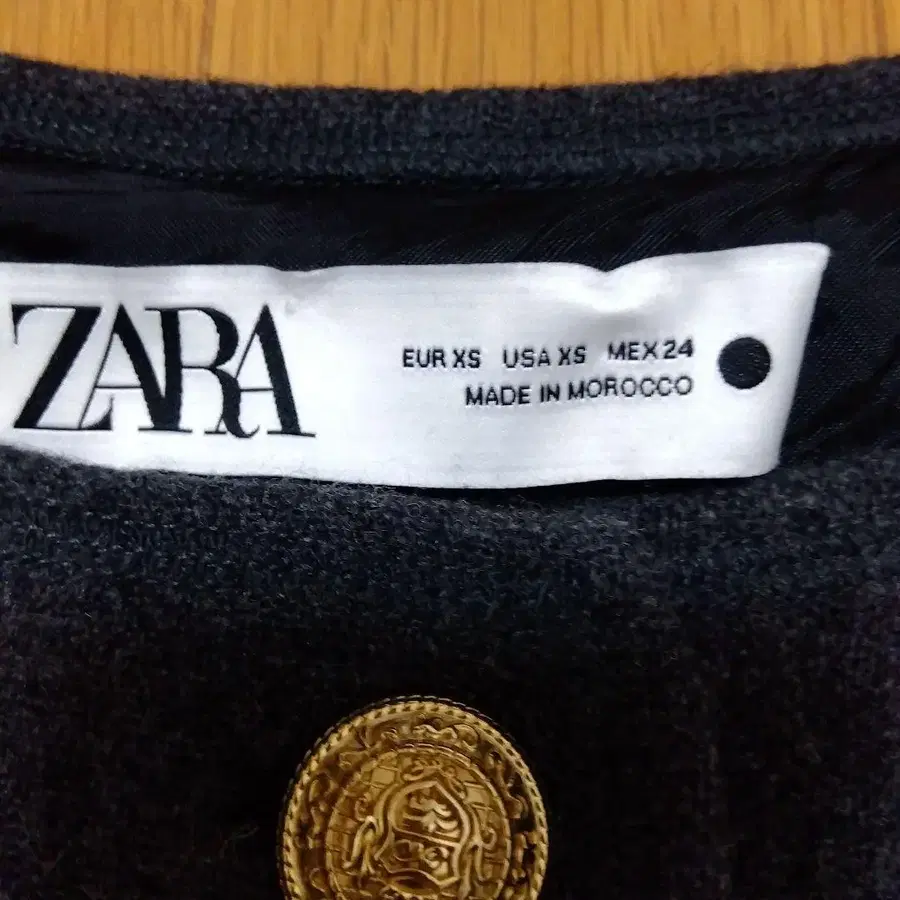 ZARA
EUR XS USA XS MEX 24
MADE IN MOROCCO